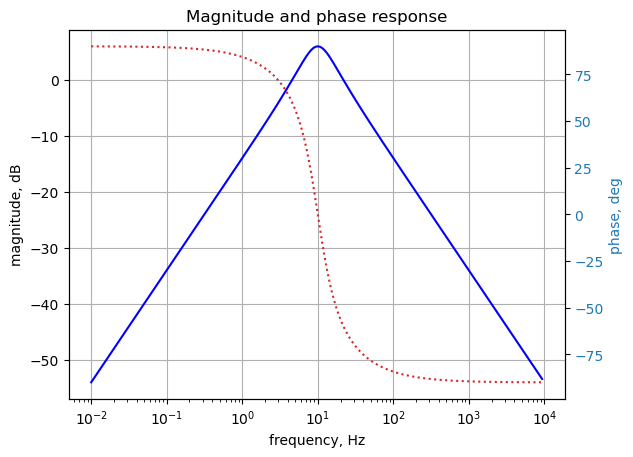 Magnitude and phase response
magnitude, dB
0
−10
−20
−30
−40
−50
75
50
25
0
−25
−50
−75
phase, deg
10⁻² 10⁻¹ 10⁰ 10¹ 10² 10³ 10⁴
frequency, Hz